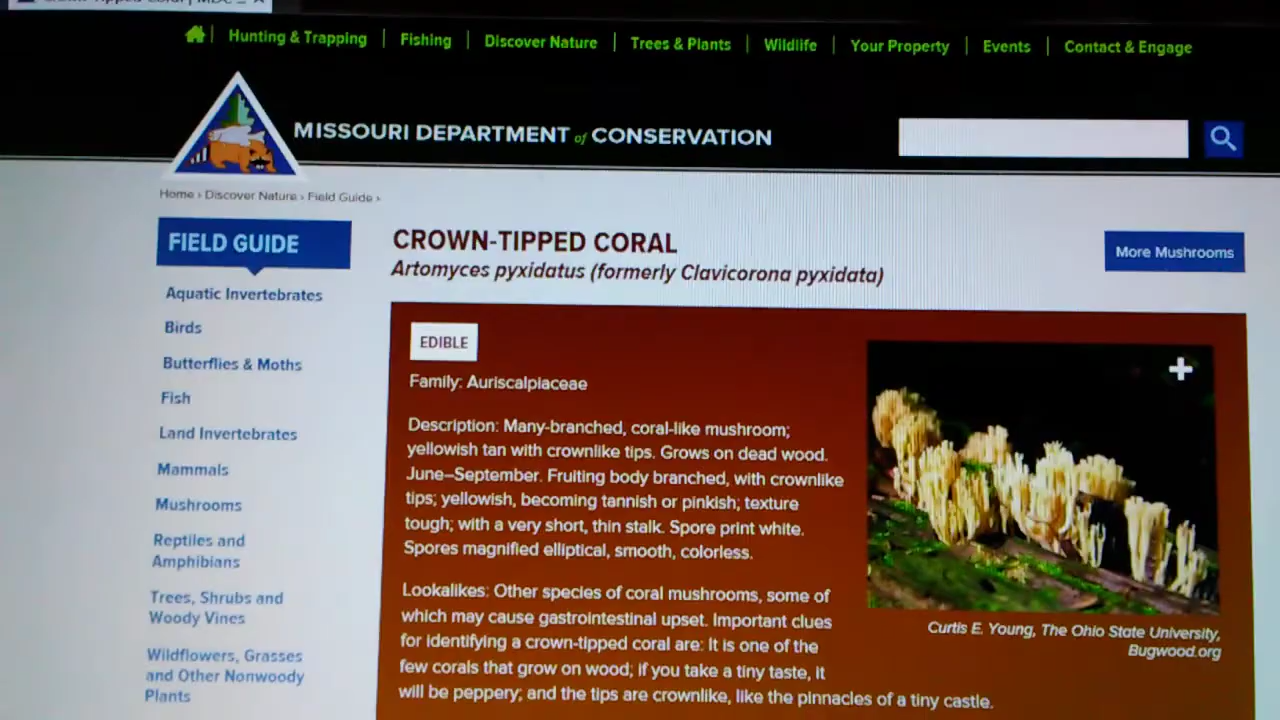 Hunting & Trapping | Fishing | Discover Nature | Trees & Plants | Wildlife | Your Property | Events | Contact & Engage
MISSOURI DEPARTMENT of CONSERVATION
Home › Discover Nature › Field Guide ›
FIELD GUIDE
Aquatic Invertebrates
Birds
Butterflies & Moths
Fish
Land Invertebrates
Mammals
Mushrooms
Reptiles and
Amphibians
Trees, Shrubs and
Woody Vines
Wildflowers, Grasses
and Other Nonwoody
Plants
CROWN-TIPPED CORAL
Artomyces pyxidatus (formerly Clavicorona pyxidata)
More Mushrooms
EDIBLE
Family: Auriscalpiaceae
Description: Many-branched, coral-like mushroom;
yellowish tan with crownlike tips. Grows on dead wood.
June–September. Fruiting body branched, with crownlike
tips; yellowish, becoming tannish or pinkish; texture
tough; with a very short, thin stalk. Spore print white.
Spores magnified elliptical, smooth, colorless.
Lookalikes: Other species of coral mushrooms, some of
which may cause gastrointestinal upset. Important clues
for identifying a crown-tipped coral are: It is one of the
few corals that grow on wood; if you take a tiny taste, it
will be peppery; and the tips are crownlike, like the pinnacles of a tiny castle.
Curtis E. Young, The Ohio State University,
Bugwood.org